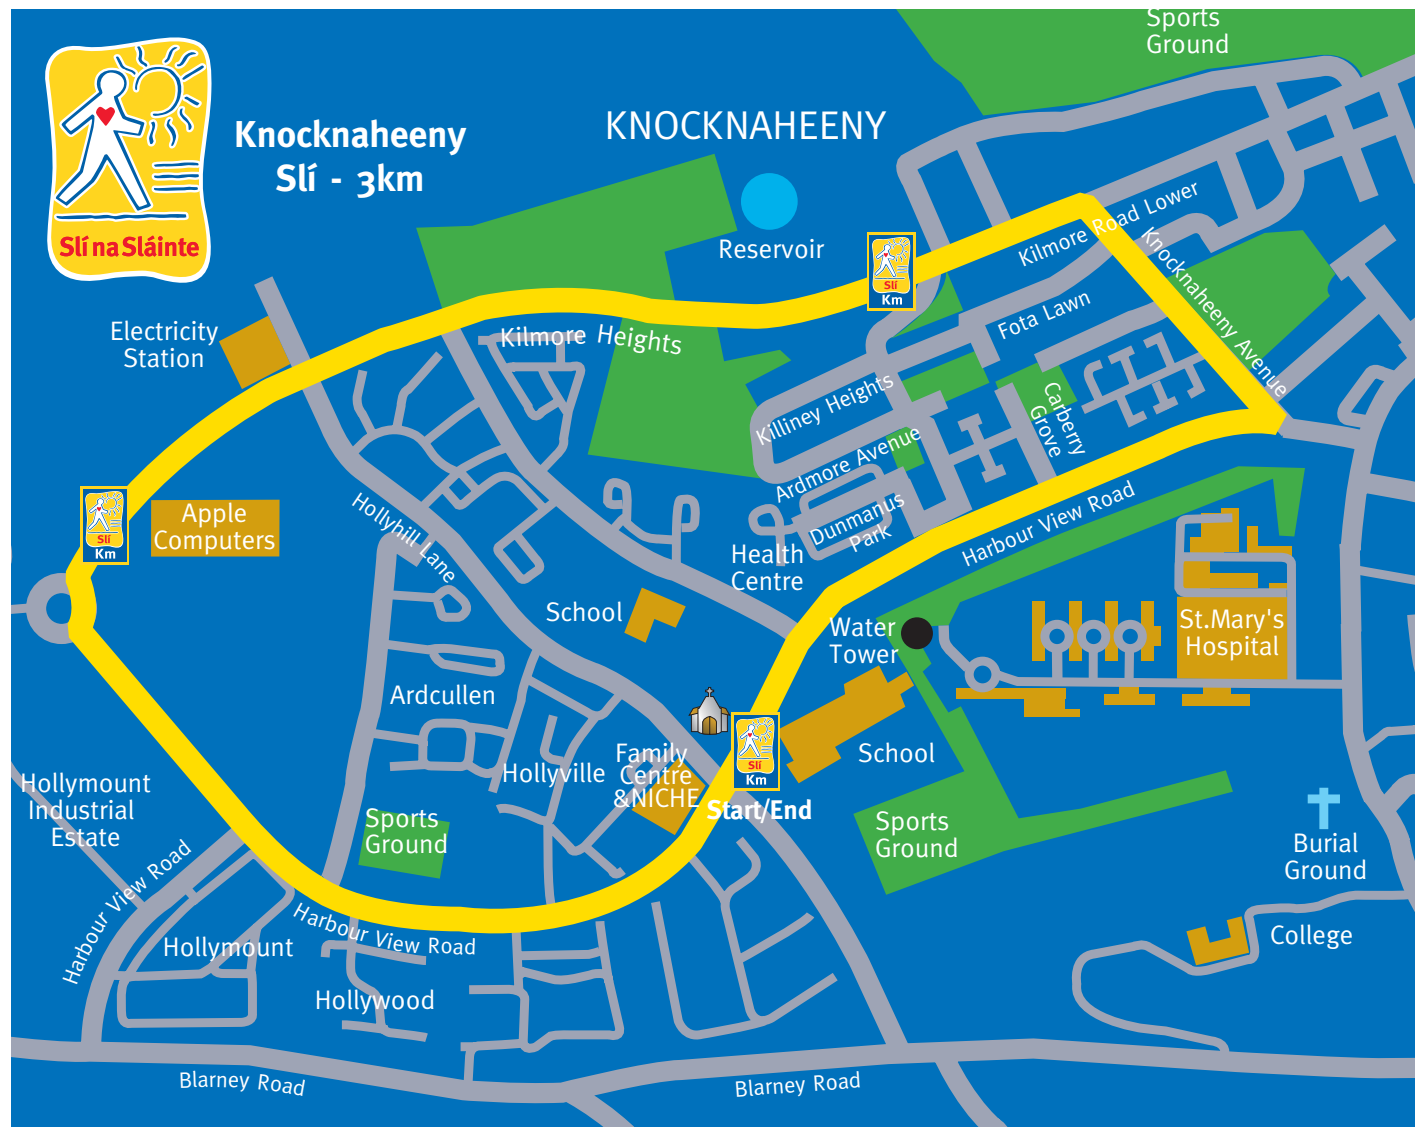 Sports
Ground
KNOCKNAHEENY
Knocknaheeny
Slí - 3km
Slí na Sláinte
Reservoir
Kilmore Road Lower
Knocknaheeny Avenue
Slí
Km
Electricity
Station
Kilmore Heights
Fota Lawn
Killiney Heights
Carberry
Grove
Ardmore Avenue
Dunmanus
Park
Harbour View Road
Apple
Computers
Slí
Km
Hollyhill Lane
Health
Centre
School
Water
Tower
St.Mary's
Hospital
Ardcullen
Slí
Km
Start/End
School
Family
Centre
&NICHE
Hollyville
Hollymount
Industrial
Estate
Sports
Ground
Sports
Ground
Burial
Ground
Harbour View Road
Harbour View Road
Hollymount
College
Hollywood
Blarney Road
Blarney Road